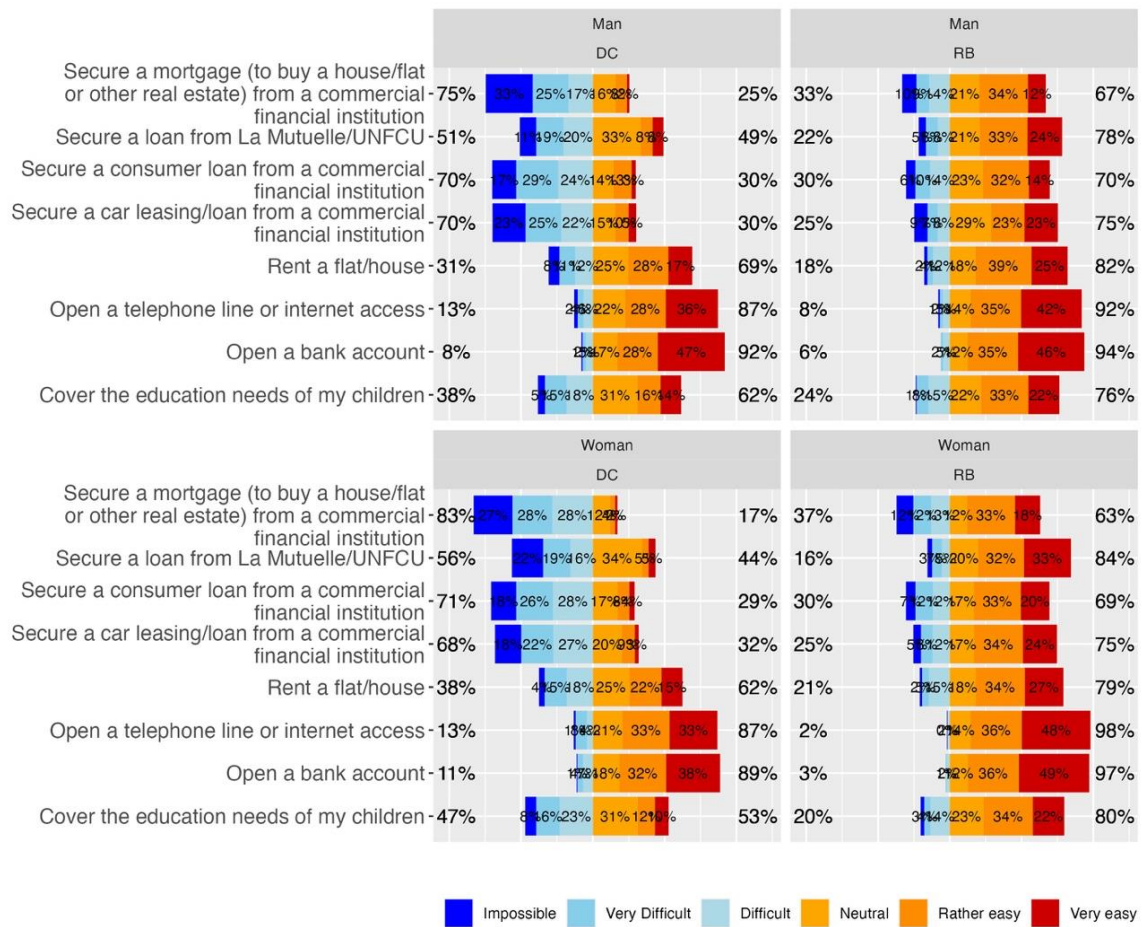 Man
Man
DC
RB
Secure a mortgage (to buy a house/flat
or other real estate) from a commercial
financial institution
75% 33% 25% 17% 25%
33% 21% 34% 12% 67%
Secure a loan from La Mutuelle/UNFCU
51% 11% 19% 20% 33% 8% 49%
22% 21% 33% 24% 78%
Secure a consumer loan from a commercial
financial institution
70% 17% 29% 24% 14% 30%
30% 23% 32% 14% 70%
Secure a car leasing/loan from a commercial
financial institution
70% 23% 25% 22% 15% 30%
25% 29% 23% 23% 75%
Rent a flat/house
31% 25% 28% 17% 69%
18% 18% 39% 25% 82%
Open a telephone line or internet access
13% 22% 28% 36% 87%
8% 35% 42% 92%
Open a bank account
8% 28% 47% 92%
6% 35% 46% 94%
Cover the education needs of my children
38% 18% 31% 16% 14% 62%
24% 22% 33% 22% 76%
Woman
Woman
DC
RB
Secure a mortgage (to buy a house/flat
or other real estate) from a commercial
financial institution
83% 27% 28% 28% 17%
37% 12% 33% 18% 63%
Secure a loan from La Mutuelle/UNFCU
56% 22% 19% 16% 34% 5% 44%
16% 20% 32% 33% 84%
Secure a consumer loan from a commercial
financial institution
71% 18% 26% 28% 17% 29%
30% 17% 33% 20% 69%
Secure a car leasing/loan from a commercial
financial institution
68% 18% 22% 27% 20% 32%
25% 17% 34% 24% 75%
Rent a flat/house
38% 18% 25% 22% 15% 62%
21% 18% 34% 27% 79%
Open a telephone line or internet access
13% 21% 33% 33% 87%
2% 36% 48% 98%
Open a bank account
11% 18% 32% 38% 89%
3% 36% 49% 97%
Cover the education needs of my children
47% 23% 31% 12% 10% 53%
20% 23% 34% 22% 80%
Impossible Very Difficult Difficult Neutral Rather easy Very easy